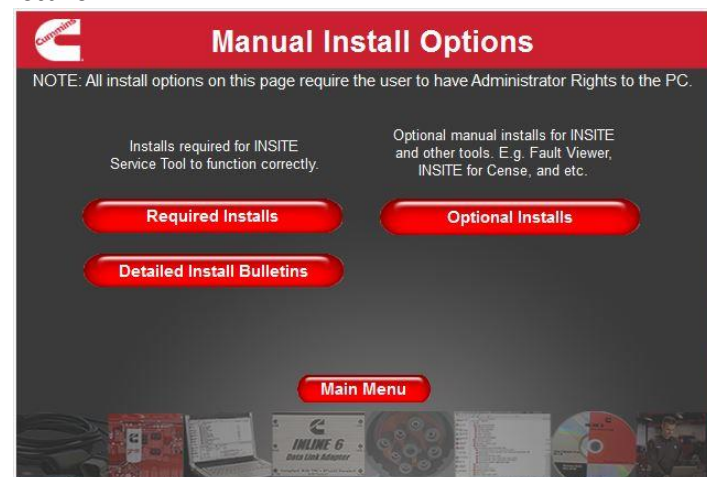 Cummins
Manual Install Options
NOTE: All install options on this page require the user to have Administrator Rights to the PC.
Installs required for INSITE
Service Tool to function correctly.
Optional manual installs for INSITE
and other tools. E.g. Fault Viewer,
INSITE for Cense, and etc.
Required Installs
Optional Installs
Detailed Install Bulletins
Main Menu
INLINE 6
Data Link Adapter